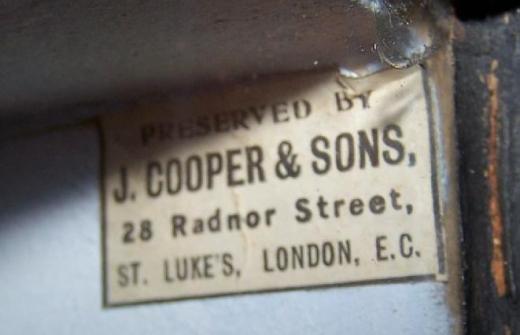 PRESERVED BY
J. COOPER & SONS,
28 Radnor Street,
ST. LUKE'S, LONDON, E.C.